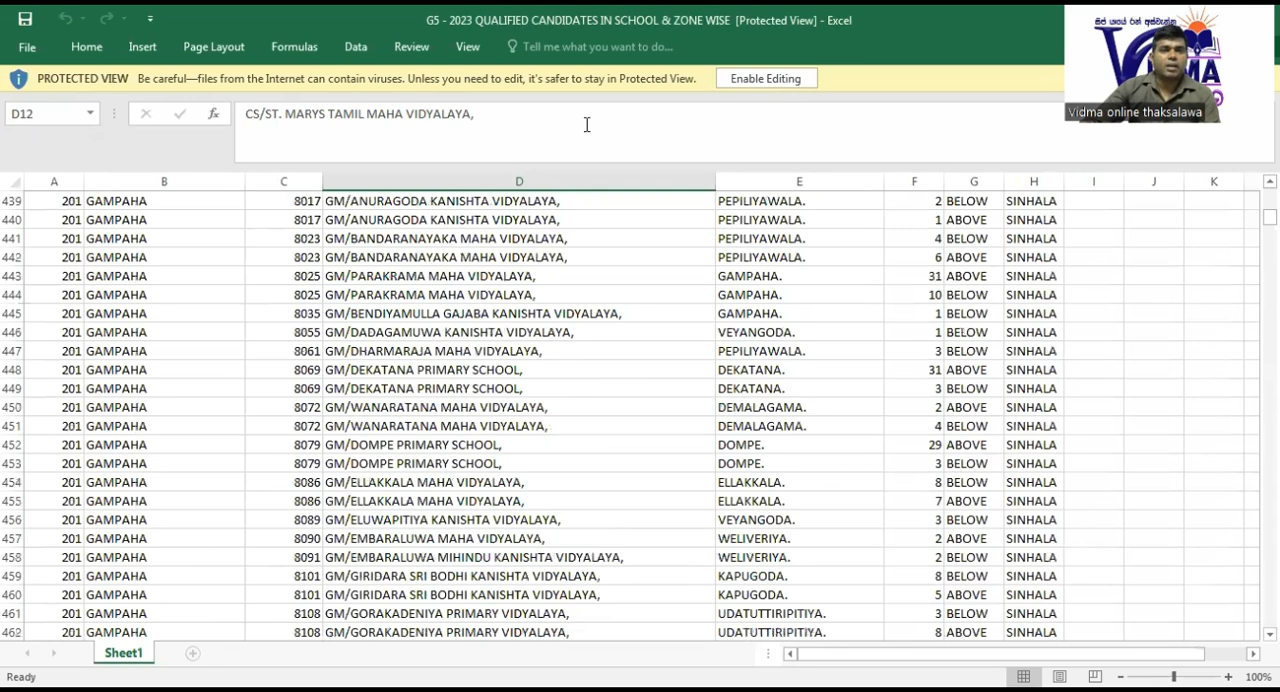 G5 - 2023 QUALIFIED CANDIDATES IN SCHOOL & ZONE WISE [Protected View] - Excel
File Home Insert Page Layout Formulas Data Review View Tell me what you want to do...
PROTECTED VIEW Be careful—files from the Internet can contain viruses. Unless you need to edit, it's safer to stay in Protected View. Enable Editing
Vidma online thaksalawa
D12 fx CS/ST. MARYS TAMIL MAHA VIDYALAYA,
A B C D E F G H I J K
439 201 GAMPAHA 8017 GM/ANURAGODA KANISHTA VIDYALAYA, PEPILIYAWALA. 2 BELOW SINHALA
440 201 GAMPAHA 8017 GM/ANURAGODA KANISHTA VIDYALAYA, PEPILIYAWALA. 1 ABOVE SINHALA
441 201 GAMPAHA 8023 GM/BANDARANAYAKA MAHA VIDYALAYA, PEPILIYAWALA. 4 BELOW SINHALA
442 201 GAMPAHA 8023 GM/BANDARANAYAKA MAHA VIDYALAYA, PEPILIYAWALA. 6 ABOVE SINHALA
443 201 GAMPAHA 8025 GM/PARAKRAMA MAHA VIDYALAYA, GAMPAHA. 31 ABOVE SINHALA
444 201 GAMPAHA 8025 GM/PARAKRAMA MAHA VIDYALAYA, GAMPAHA. 10 BELOW SINHALA
445 201 GAMPAHA 8035 GM/BENDIYAMULLA GAJABA KANISHTA VIDYALAYA, GAMPAHA. 1 BELOW SINHALA
446 201 GAMPAHA 8055 GM/DADAGAMUWA KANISHTA VIDYALAYA, VEYANGODA. 1 BELOW SINHALA
447 201 GAMPAHA 8061 GM/DHARMARAJA MAHA VIDYALAYA, PEPILIYAWALA. 3 BELOW SINHALA
448 201 GAMPAHA 8069 GM/DEKATANA PRIMARY SCHOOL, DEKATANA. 31 ABOVE SINHALA
449 201 GAMPAHA 8069 GM/DEKATANA PRIMARY SCHOOL, DEKATANA. 3 BELOW SINHALA
450 201 GAMPAHA 8072 GM/WANARATANA MAHA VIDYALAYA, DEMALAGAMA. 2 ABOVE SINHALA
451 201 GAMPAHA 8072 GM/WANARATANA MAHA VIDYALAYA, DEMALAGAMA. 4 BELOW SINHALA
452 201 GAMPAHA 8079 GM/DOMPE PRIMARY SCHOOL, DOMPE. 29 ABOVE SINHALA
453 201 GAMPAHA 8079 GM/DOMPE PRIMARY SCHOOL, DOMPE. 3 BELOW SINHALA
454 201 GAMPAHA 8086 GM/ELLAKKALA MAHA VIDYALAYA, ELLAKKALA. 8 BELOW SINHALA
455 201 GAMPAHA 8086 GM/ELLAKKALA MAHA VIDYALAYA, ELLAKKALA. 7 ABOVE SINHALA
456 201 GAMPAHA 8089 GM/ELUWAPITIYA KANISHTA VIDYALAYA, VEYANGODA. 3 BELOW SINHALA
457 201 GAMPAHA 8090 GM/EMBARALUWA MAHA VIDYALAYA, WELIVERIYA. 2 ABOVE SINHALA
458 201 GAMPAHA 8091 GM/EMBARALUWA MIHINDU KANISHTA VIDYALAYA, WELIVERIYA. 2 BELOW SINHALA
459 201 GAMPAHA 8101 GM/GIRIDARA SRI BODHI KANISHTA VIDYALAYA, KAPUGODA. 8 BELOW SINHALA
460 201 GAMPAHA 8101 GM/GIRIDARA SRI BODHI KANISHTA VIDYALAYA, KAPUGODA. 5 ABOVE SINHALA
461 201 GAMPAHA 8108 GM/GORAKADENIYA PRIMARY VIDYALAYA, UDATUTTIRIPITIYA. 3 BELOW SINHALA
462 201 GAMPAHA 8108 GM/GORAKADENIYA PRIMARY VIDYALAYA, UDATUTTIRIPITIYA. 8 ABOVE SINHALA
Sheet1
Ready 100%